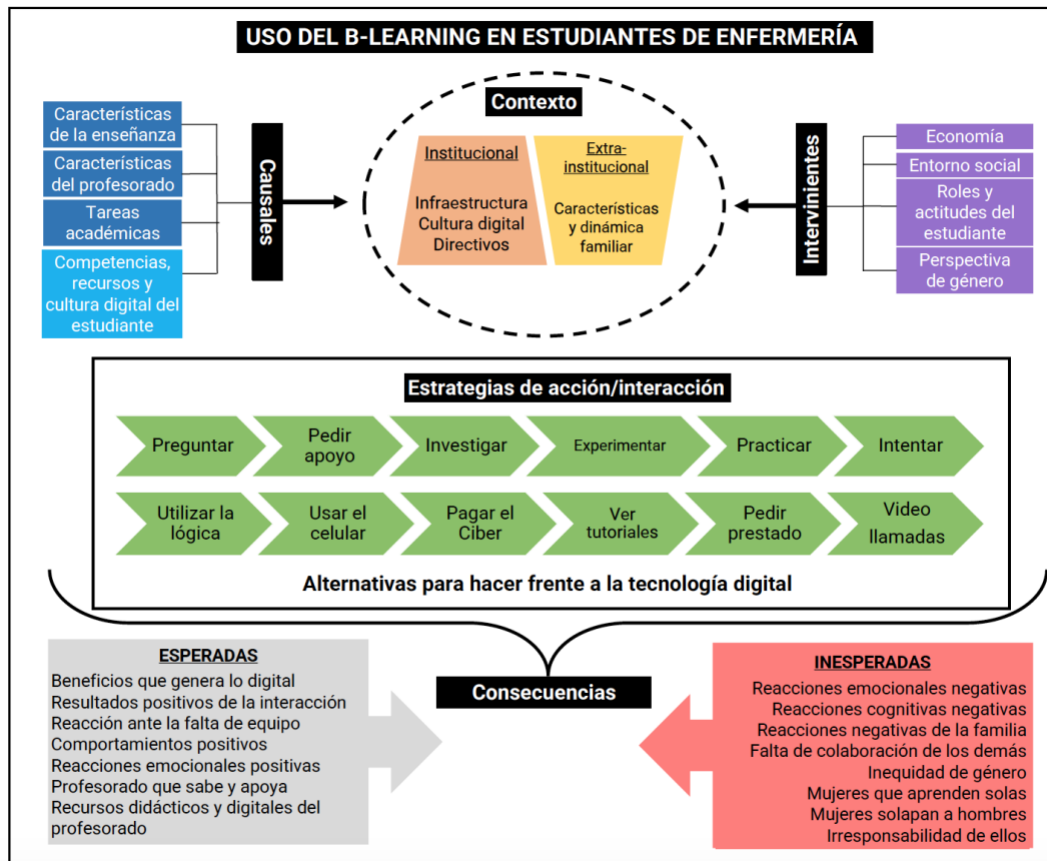 USO DEL B-LEARNING EN ESTUDIANTES DE ENFERMERÍA
Características
de la enseñanza
Características
del profesorado
Tareas
académicas
Competencias,
recursos y
cultura digital del
estudiante
Causales
Contexto
Institucional
Infraestructura
Cultura digital
Directivos
Extra-
institucional
Características
y dinámica
familiar
Intervinientes
Economía
Entorno social
Roles y
actitudes del
estudiante
Perspectiva
de género
Estrategias de acción/interacción
Preguntar
Pedir
apoyo
Investigar
Experimentar
Practicar
Intentar
Utilizar la
lógica
Usar el
celular
Pagar el
Ciber
Ver
tutoriales
Pedir
prestado
Video
llamadas
Alternativas para hacer frente a la tecnología digital
Consecuencias
ESPERADAS
Beneficios que genera lo digital
Resultados positivos de la interacción
Reacción ante la falta de equipo
Comportamientos positivos
Reacciones emocionales positivas
Profesorado que sabe y apoya
Recursos didácticos y digitales del
profesorado
INESPERADAS
Reacciones emocionales negativas
Reacciones cognitivas negativas
Reacciones negativas de la familia
Falta de colaboración de los demás
Inequidad de género
Mujeres que aprenden solas
Mujeres solapan a hombres
Irresponsabilidad de ellos